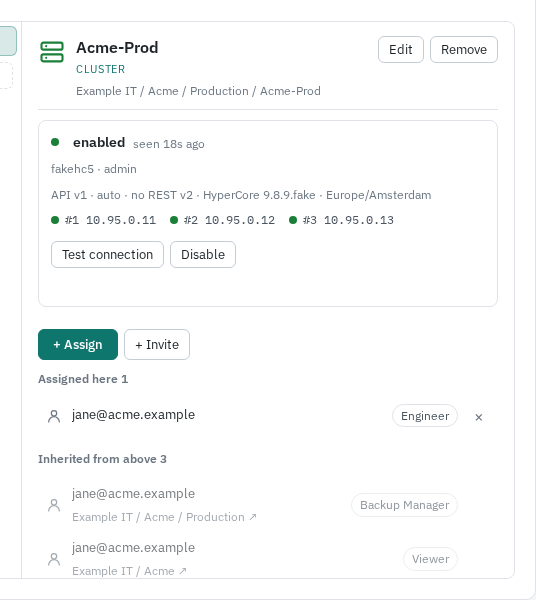 Acme-Prod
Edit
Remove
CLUSTER
Example IT / Acme / Production / Acme-Prod
enabled seen 18s ago
fakehc5 · admin
API v1 · auto · no REST v2 · HyperCore 9.8.9.fake · Europe/Amsterdam
#1 10.95.0.11 #2 10.95.0.12 #3 10.95.0.13
Test connection
Disable
+ Assign
+ Invite
Assigned here 1
jane@acme.example
Engineer ×
Inherited from above 3
jane@acme.example
Backup Manager
Example IT / Acme / Production ↗
jane@acme.example
Viewer
Example IT / Acme ↗